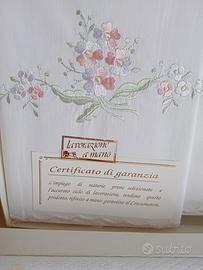 lavorazione
a mano
Certificato di garanzia
L'impiego di materie prime selezionate e
l'accurato ciclo di lavorazione, rendono questo
prodotto, rifinito a mano, garantito al Consumatore.
subito